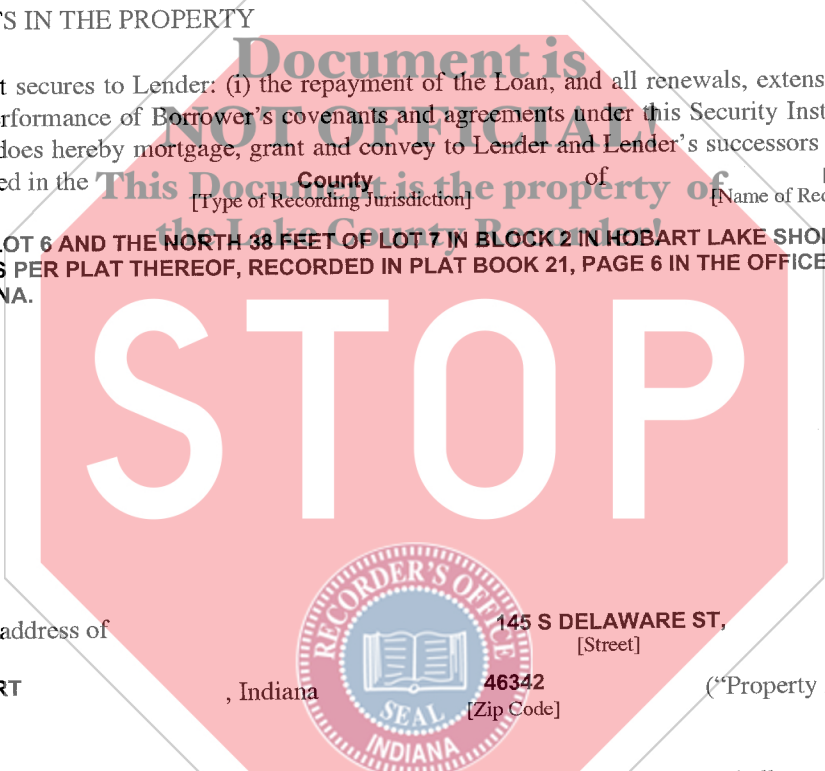 'S IN THE PROPERTY
Document is
t secures to Lender: (i) the repayment of the Loan, and all renewals, extens
rformance of Borrower's covenants and agreements under this Security Inst
NOT OFFICIAL!
does hereby mortgage, grant and convey to Lender and Lender's successors
ed in the County of
This Document is the property of
[Type of Recording Jurisdiction] [Name of Rec
the Lake County Recorder!
OT 6 AND THE NORTH 38 FEET OF LOT 7 IN BLOCK 2 IN HOBART LAKE SHO
S PER PLAT THEREOF, RECORDED IN PLAT BOOK 21, PAGE 6 IN THE OFFICE
NA.
STOP
RECORDER'S OFFICE
address of 145 S DELAWARE ST,
[Street]
RT , Indiana 46342 ("Property
[Zip Code]
SEAL
INDIANA